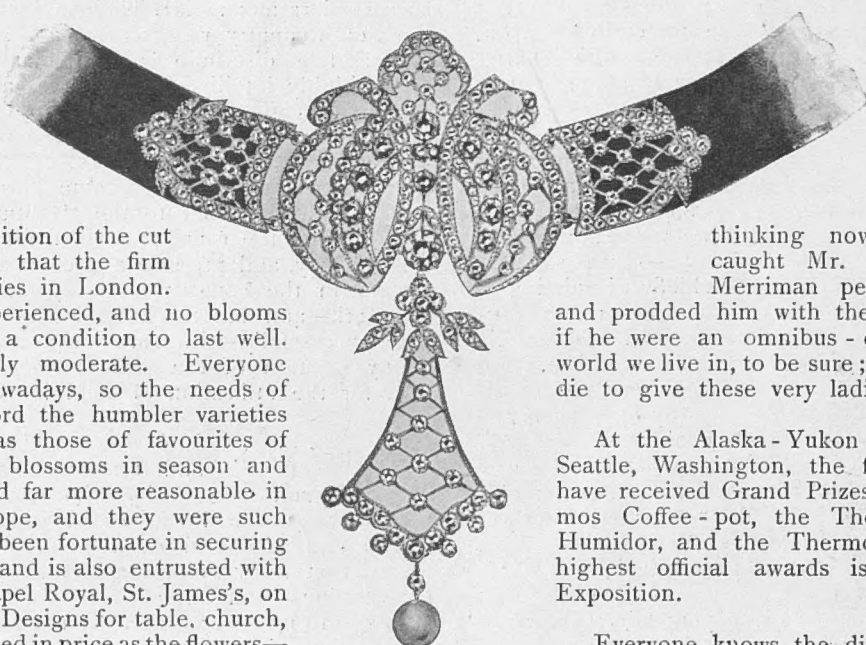 ition of the cut
that the firm
ies in London.
erienced, and no blooms
a condition to last well.
ly moderate. Everyone
wadays, so the needs of
ord the humbler varieties
as those of favourites of
blossoms in season and
d far more reasonable in
ope, and they were such
been fortunate in securing
and is also entrusted with
pel Royal, St. James's, on
Designs for table, church,
ed in price as the flowers—
thinking now
caught Mr.
Merriman pe
and prodded him with the
if he were an omnibus - 
world we live in, to be sure;
die to give these very ladi
At the Alaska - Yukon
Seattle, Washington, the f
have received Grand Prizes
mos Coffee - pot, the The
Humidor, and the Thermo
highest official awards is
Exposition.
Everyone knows the di